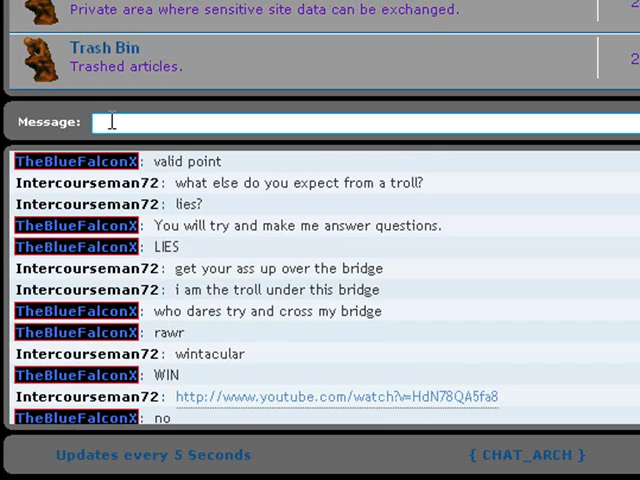 Private area where sensitive site data can be exchanged.
2
Trash Bin
Trashed articles.
2
Message:
TheBlueFalconX: valid point
Intercourseman72: what else do you expect from a troll?
Intercourseman72: lies?
TheBlueFalconX: You will try and make me answer questions.
TheBlueFalconX: LIES
Intercourseman72: get your ass up over the bridge
Intercourseman72: i am the troll under this bridge
TheBlueFalconX: who dares try and cross my bridge
TheBlueFalconX: rawr
Intercourseman72: wintacular
TheBlueFalconX: WIN
Intercourseman72: http://www.youtube.com/watch?v=HdN78QA5fa8
TheBlueFalconX: no
Updates every 5 Seconds { CHAT_ARCH }